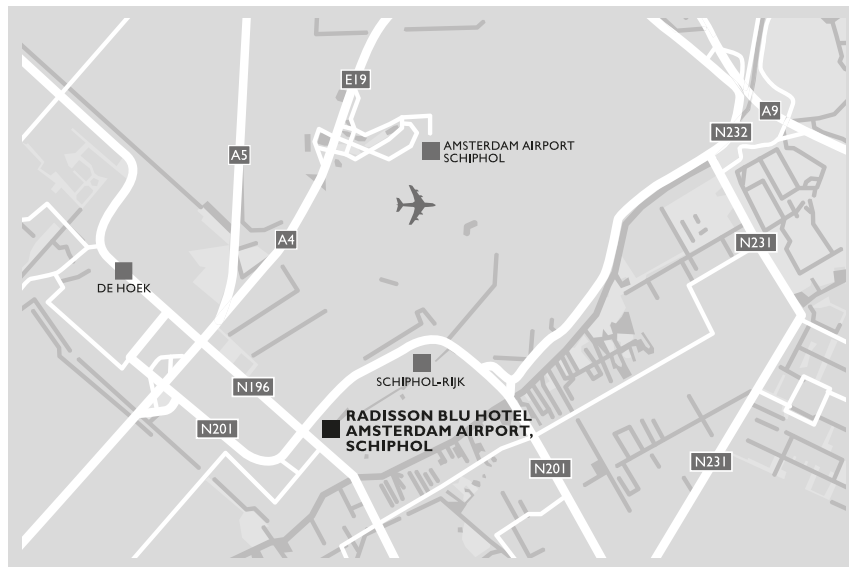 E19
A9
N232
AMSTERDAM AIRPORT
SCHIPHOL
A5
A4
N231
DE HOEK
SCHIPHOL-RIJK
N196
RADISSON BLU HOTEL
AMSTERDAM AIRPORT,
SCHIPHOL
N201
N201
N231